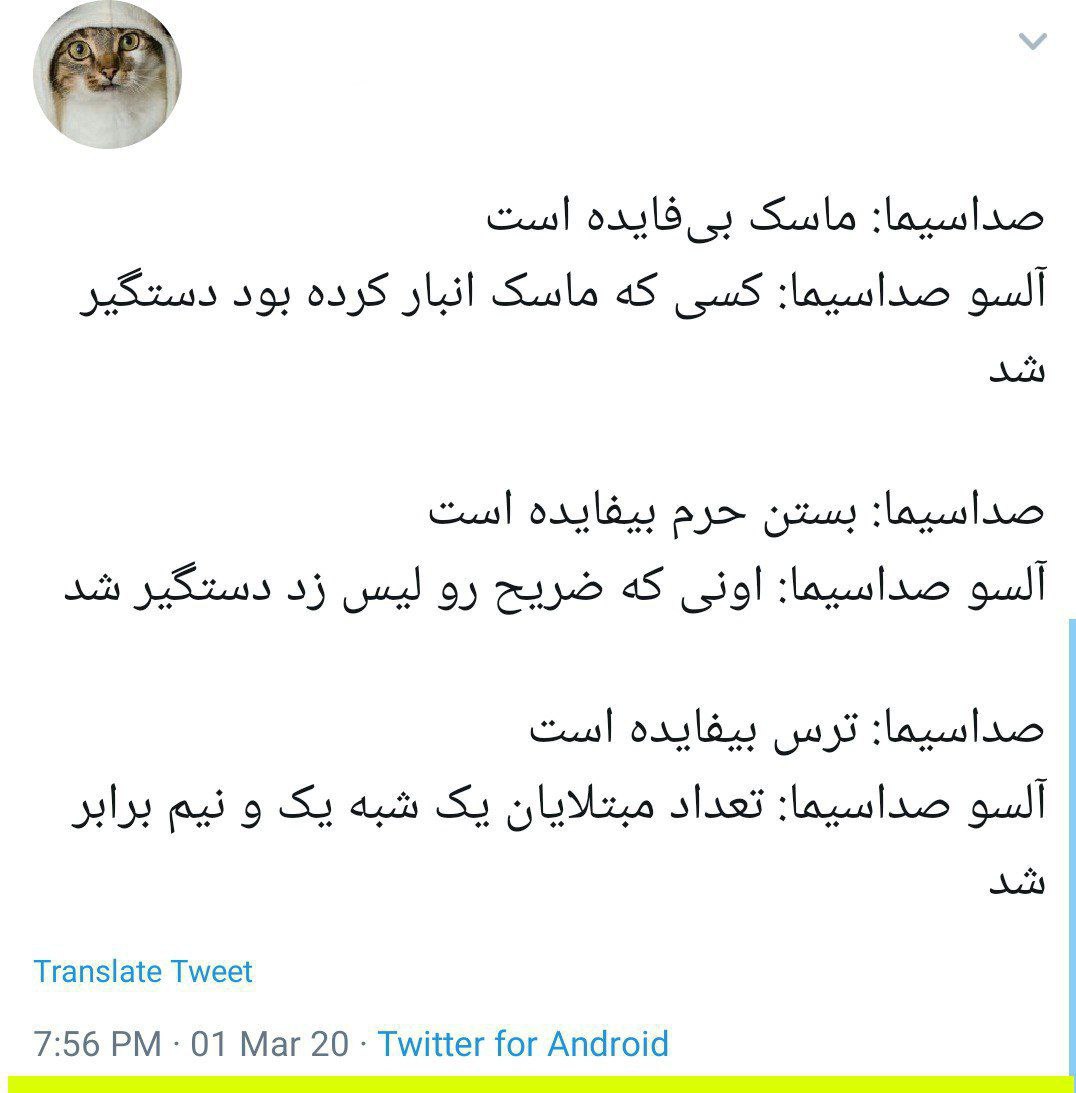 صداسیما: ماسک بی‌فایده است
آلسو صداسیما: کسی که ماسک انبار کرده بود دستگیر
شد
صداسیما: بستن حرم بیفایده است
آلسو صداسیما: اونی که ضریح رو لیس زد دستگیر شد
صداسیما: ترس بیفایده است
آلسو صداسیما: تعداد مبتلایان یک شبه یک و نیم برابر
شد
Translate Tweet
7:56 PM · 01 Mar 20 · Twitter for Android